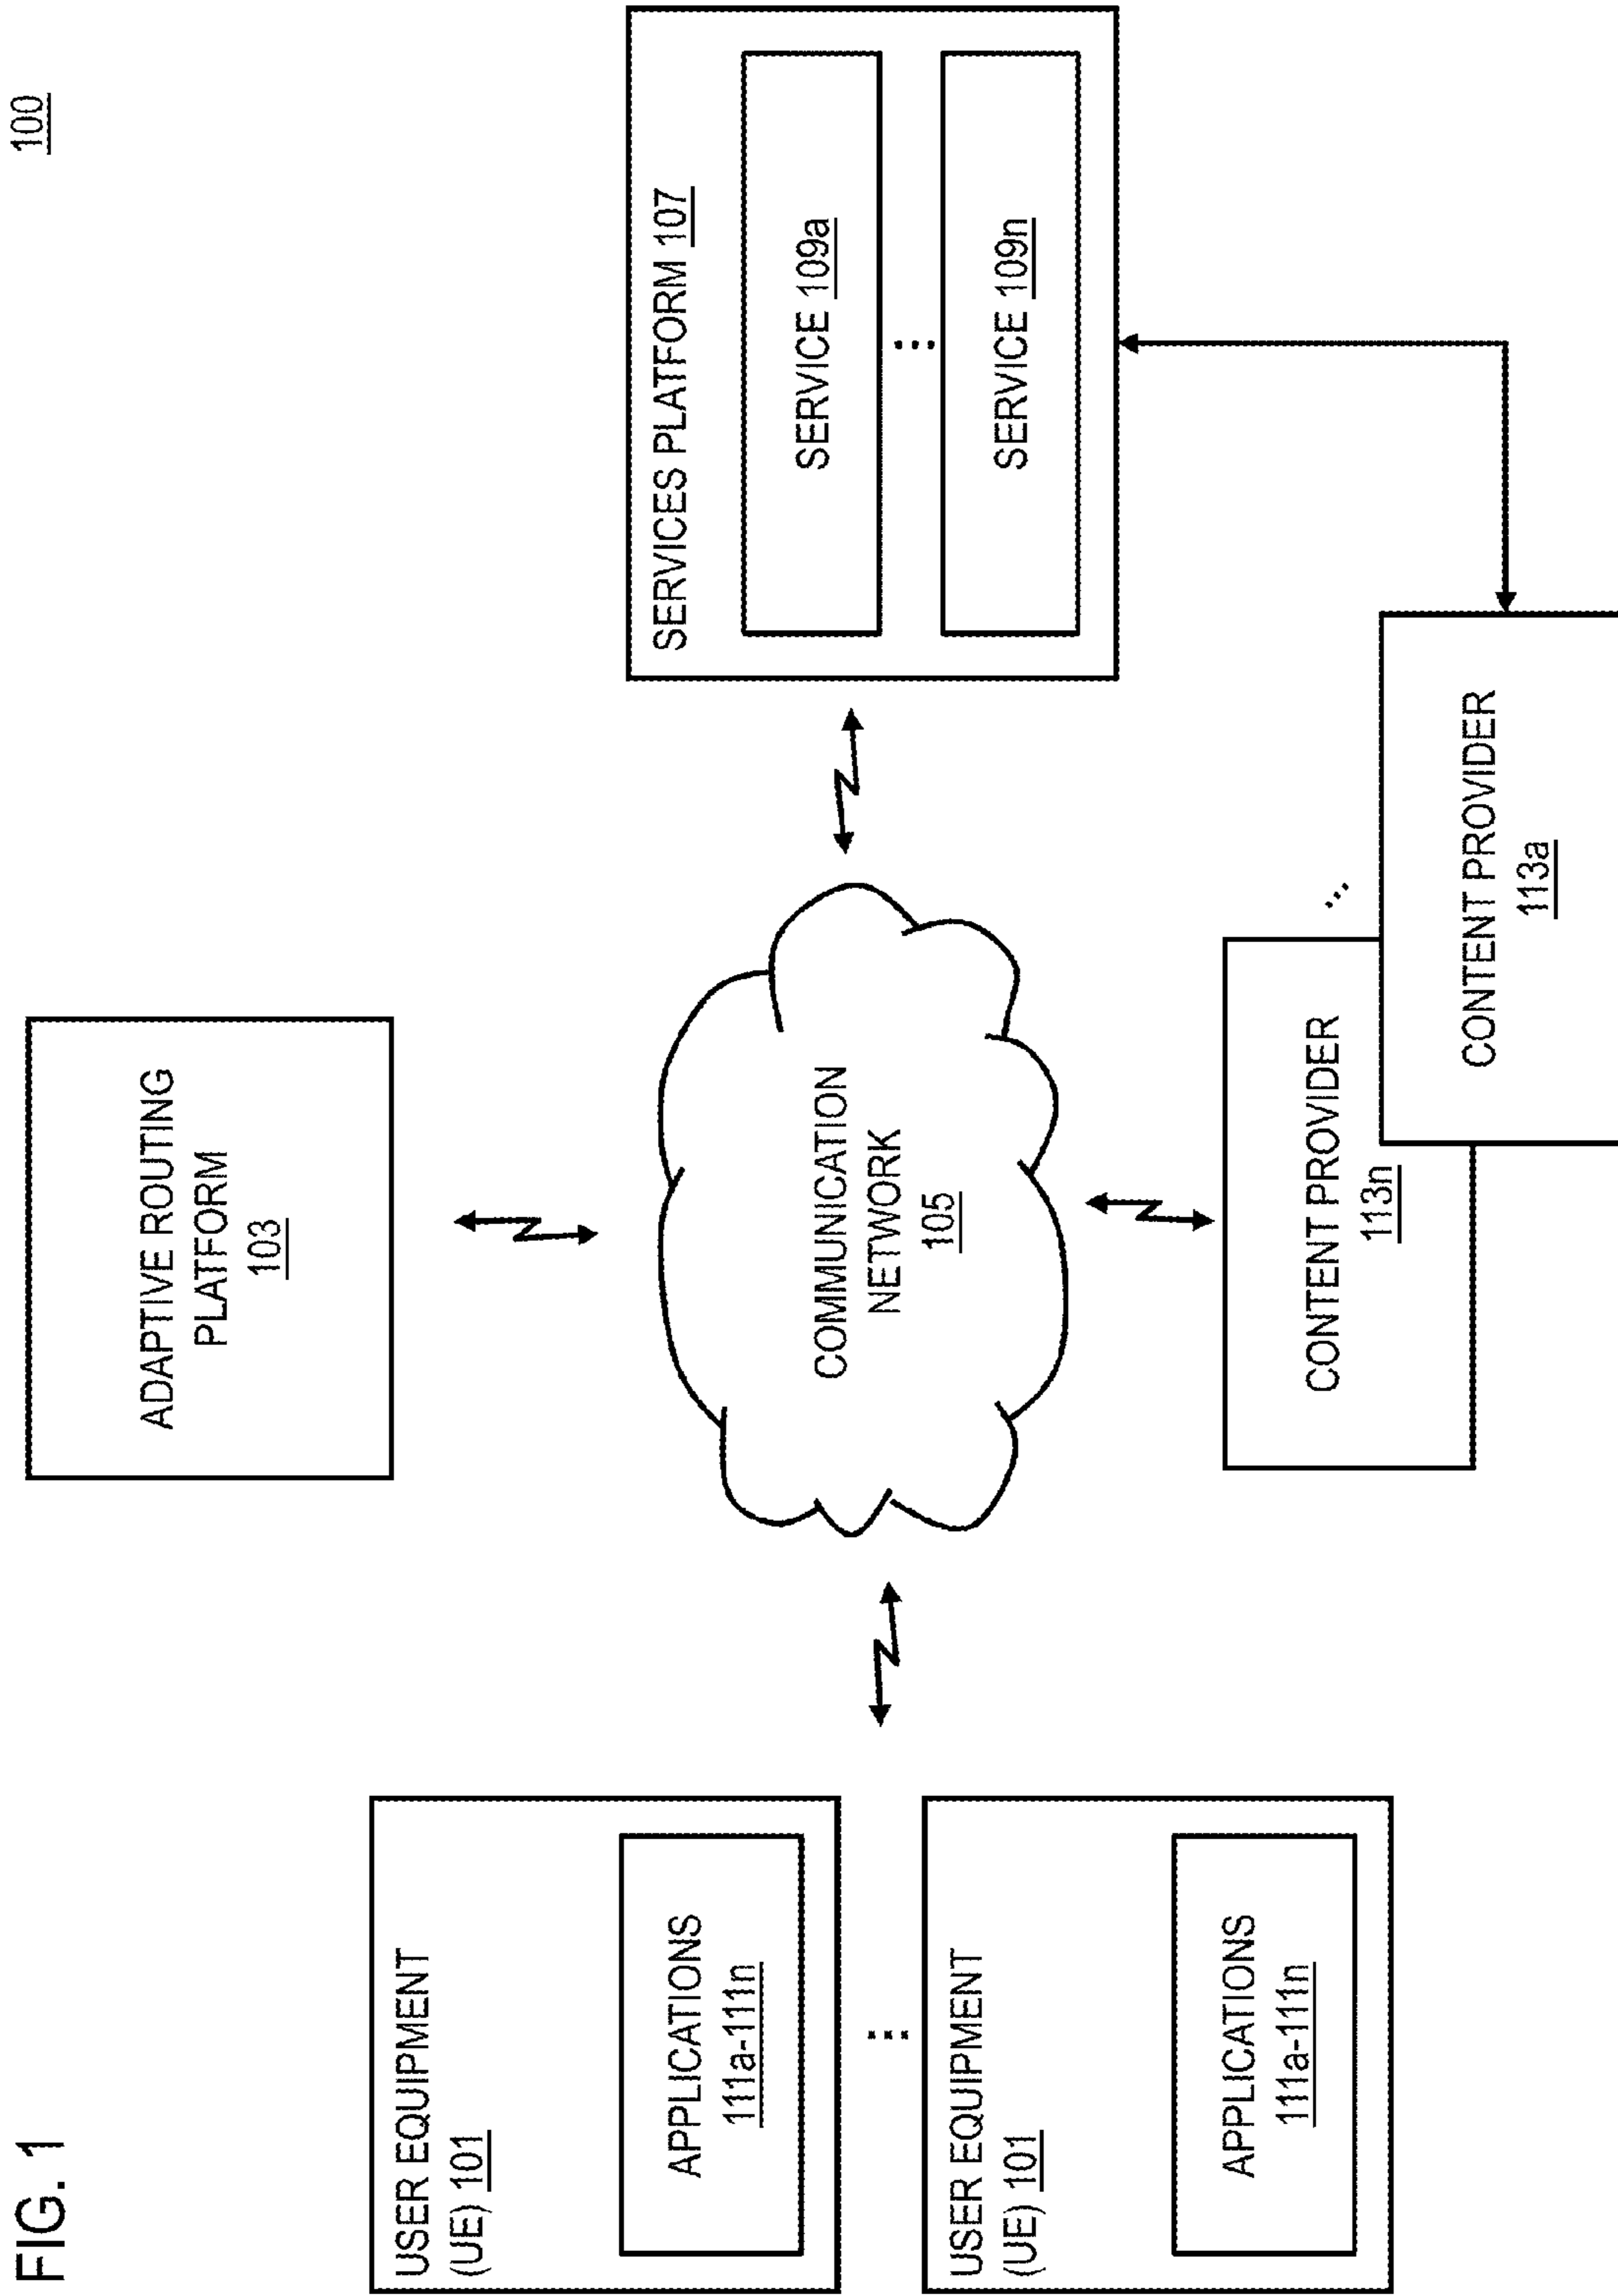 FIG. 1
100
ADAPTIVE ROUTING
PLATFORM
103
USER EQUIPMENT
(UE) 101
APPLICATIONS
111a-111n
...
USER EQUIPMENT
(UE) 101
APPLICATIONS
111a-111n
COMMUNICATION
NETWORK
105
SERVICES PLATFORM 107
SERVICE 109a
...
SERVICE 109n
CONTENT PROVIDER
113n
...
CONTENT PROVIDER
113a